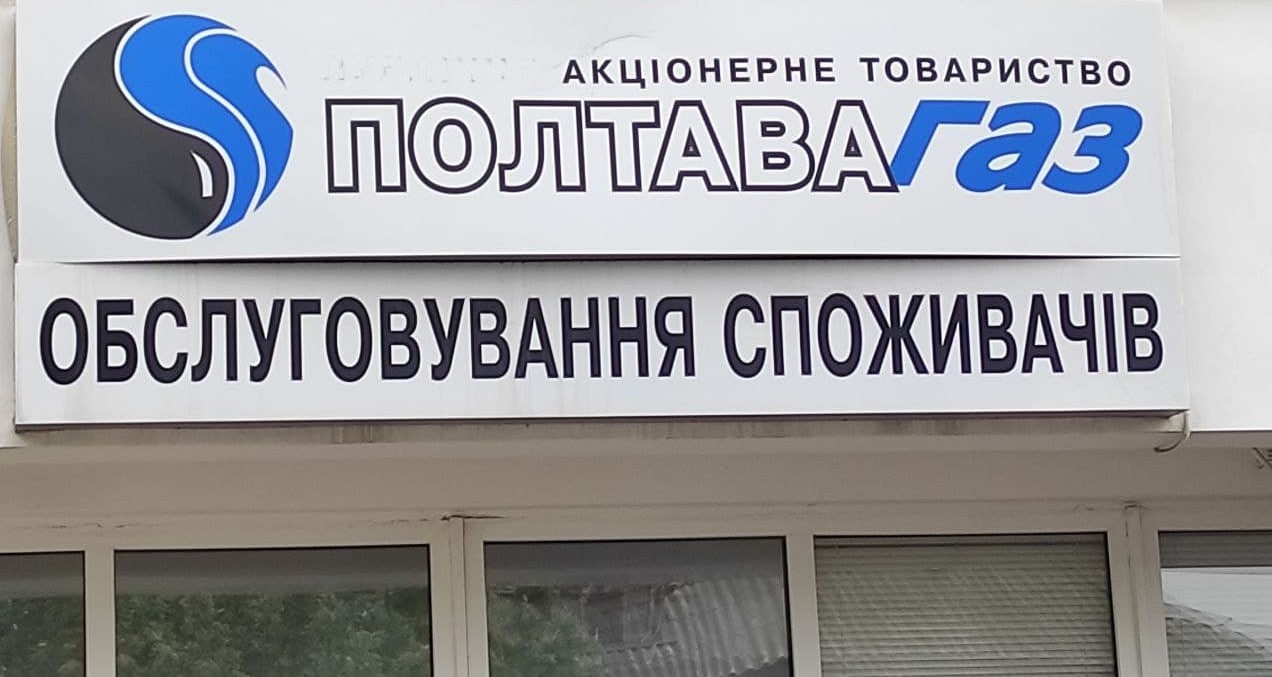 АКЦІОНЕРНЕ ТОВАРИСТВО
ПОЛТАВАГАЗ
ОБСЛУГОВУВАННЯ СПОЖИВАЧІВ